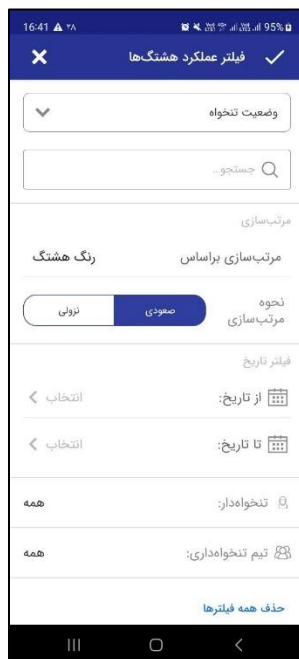 16:41 ۲۸ 95%
فیلتر عملکرد هشتگ‌ها
وضعیت تنخواه
جستجو...
مرتب‌سازی
مرتب‌سازی براساس رنگ هشتگ
نحوه مرتب‌سازی صعودی نزولی
فیلتر تاریخ
از تاریخ: انتخاب
تا تاریخ: انتخاب
تنخواه‌دار: همه
تیم تنخواه‌داری: همه
حذف همه فیلترها